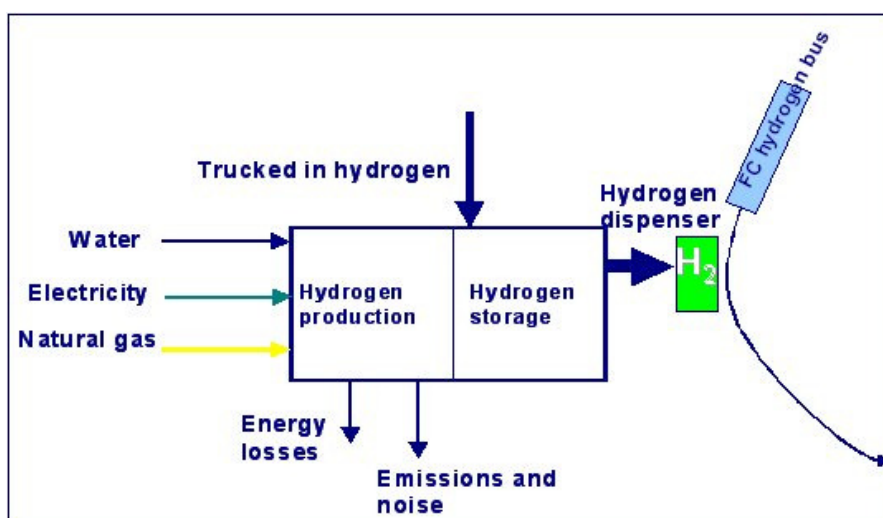 FC hydrogen bus
Trucked in hydrogen
Hydrogen
dispenser
Water
H2
Electricity
Hydrogen
production
Hydrogen
storage
Natural gas
Energy
losses
Emissions and
noise